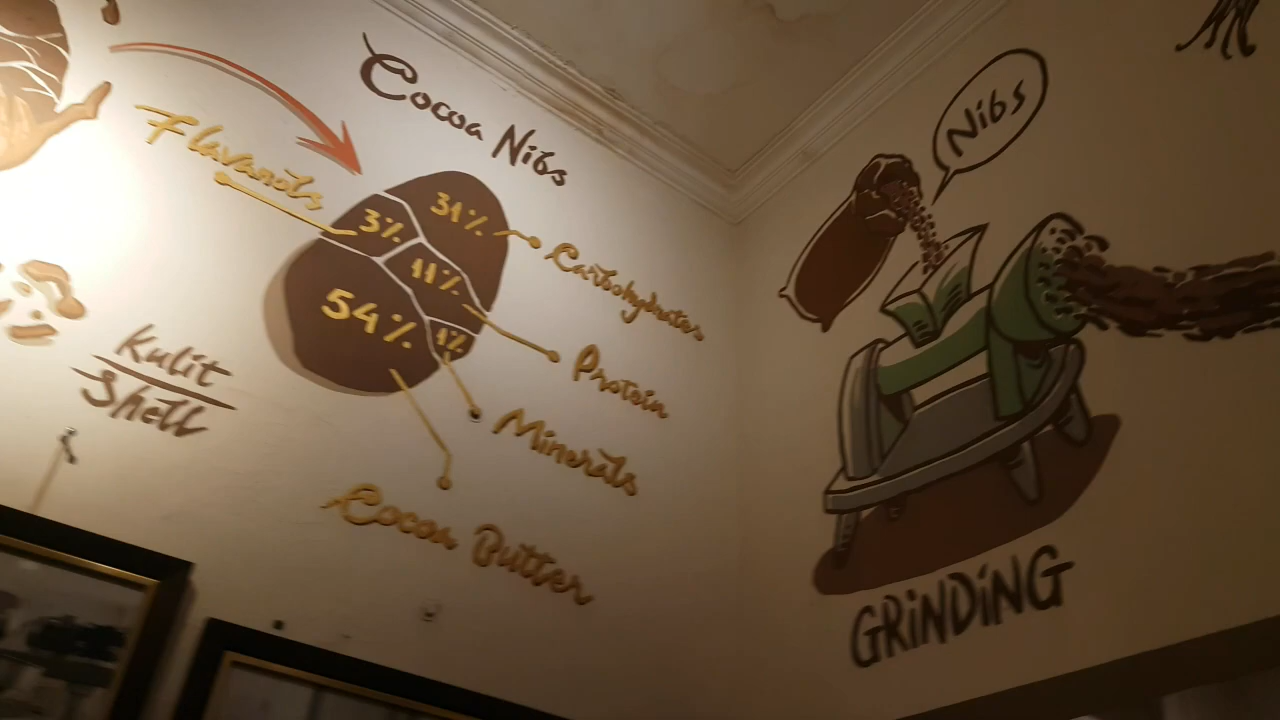 Cocoa Nibs
Flavanols
3%
31%
Carbohydrates
11%
Protein
54%
1%
Minerals
Cocoa Butter
Kulit
Shell
Nibs
GRiNDiNG